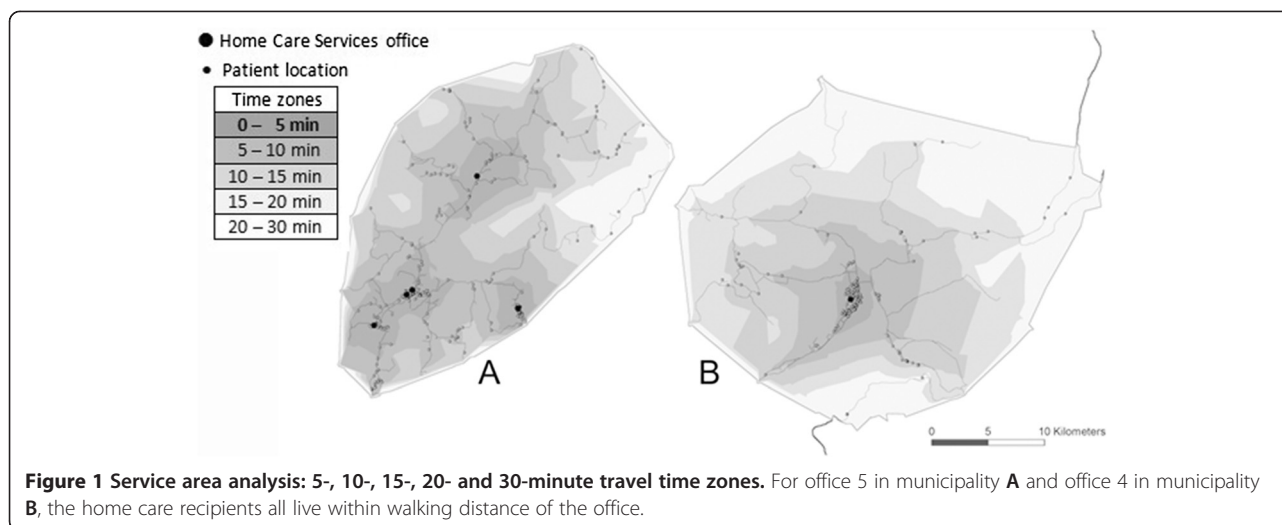 Home Care Services office
Patient location
Time zones
0 – 5 min
5 – 10 min
10 – 15 min
15 – 20 min
20 – 30 min
A
B
0 5 10 Kilometers
Figure 1 Service area analysis: 5-, 10-, 15-, 20- and 30-minute travel time zones. For office 5 in municipality A and office 4 in municipality
B, the home care recipients all live within walking distance of the office.